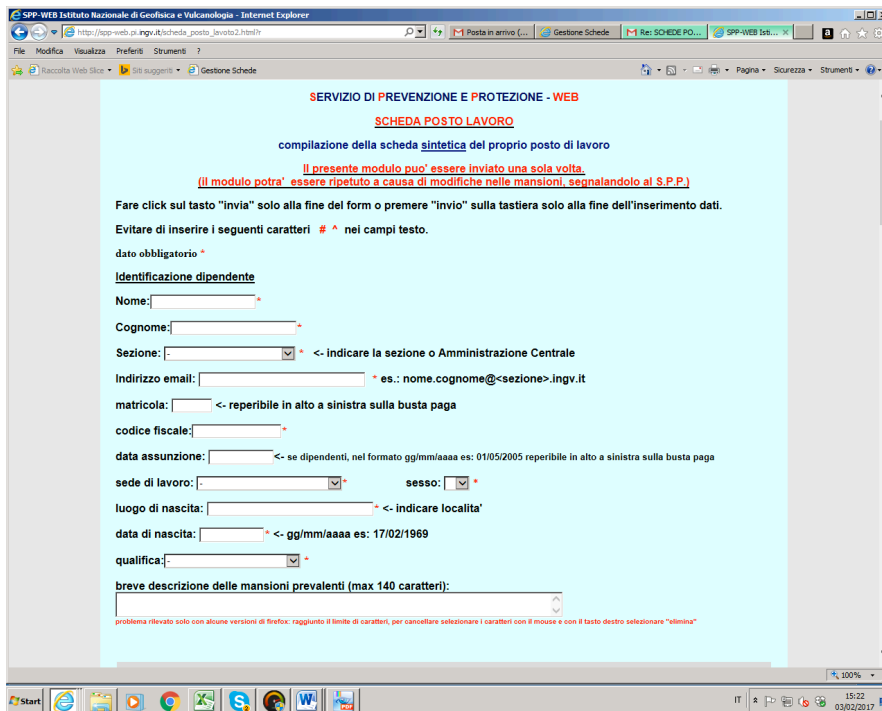 SPP-WEB Istituto Nazionale di Geofisica e Vulcanologia - Internet Explorer
http://spp-web.pi.ingv.it/scheda_posto_lavoto2.html?r
Posta in arrivo (...
Gestione Schede
Re: SCHEDE PO...
SPP-WEB Isti...
a
File Modifica Visualizza Preferiti Strumenti ?
Raccolta Web Slice
Siti suggeriti
Gestione Schede
Pagina
Sicurezza
Strumenti
SERVIZIO DI PREVENZIONE E PROTEZIONE - WEB
SCHEDA POSTO LAVORO
compilazione della scheda sintetica del proprio posto di lavoro
Il presente modulo puo' essere inviato una sola volta.
(il modulo potra' essere ripetuto a causa di modifiche nelle mansioni, segnalandolo al S.P.P.)
Fare click sul tasto "invia" solo alla fine del form o premere "invio" sulla tastiera solo alla fine dell'inserimento dati.
Evitare di inserire i seguenti caratteri # ^ nei campi testo.
dato obbligatorio *
Identificazione dipendente
Nome: *
Cognome: *
Sezione: - * <- indicare la sezione o Amministrazione Centrale
Indirizzo email: * es.: nome.cognome@<sezione>.ingv.it
matricola: <- reperibile in alto a sinistra sulla busta paga
codice fiscale: *
data assunzione: <- se dipendenti, nel formato gg/mm/aaaa es: 01/05/2005 reperibile in alto a sinistra sulla busta paga
sede di lavoro: - * sesso: *
luogo di nascita: * <- indicare localita'
data di nascita: * <- gg/mm/aaaa es: 17/02/1969
qualifica: - *
breve descrizione delle mansioni prevalenti (max 140 caratteri):
problema rilevato solo con alcune versioni di firefox: raggiunto il limite di caratteri, per cancellare selezionare i caratteri con il mouse e con il tasto destro selezionare "elimina"
100%
Start
IT
15:22
03/02/2017